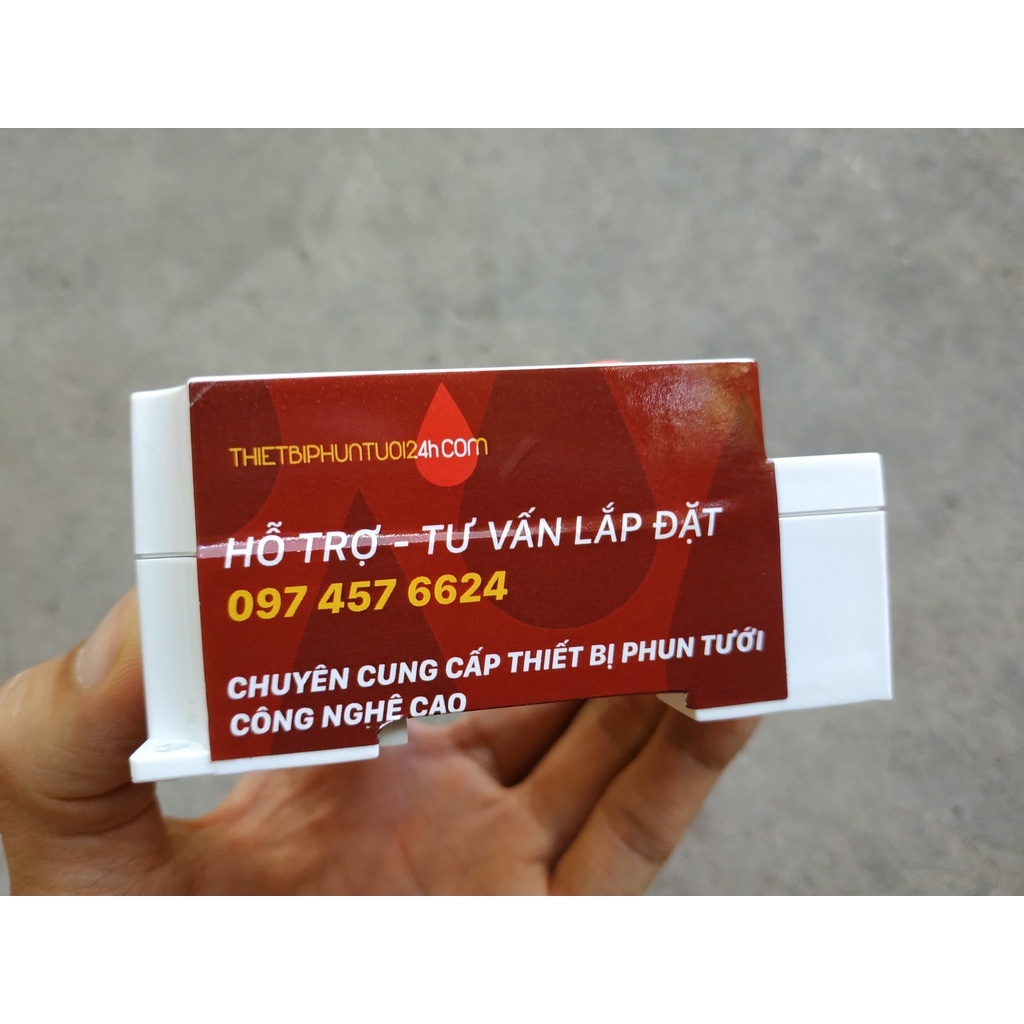 THIETBIPHUNTUOI24h.COM
HỖ TRỢ - TƯ VẤN LẮP ĐẶT
097 457 6624
CHUYÊN CUNG CẤP THIẾT BỊ PHUN TƯỚI
CÔNG NGHỆ CAO